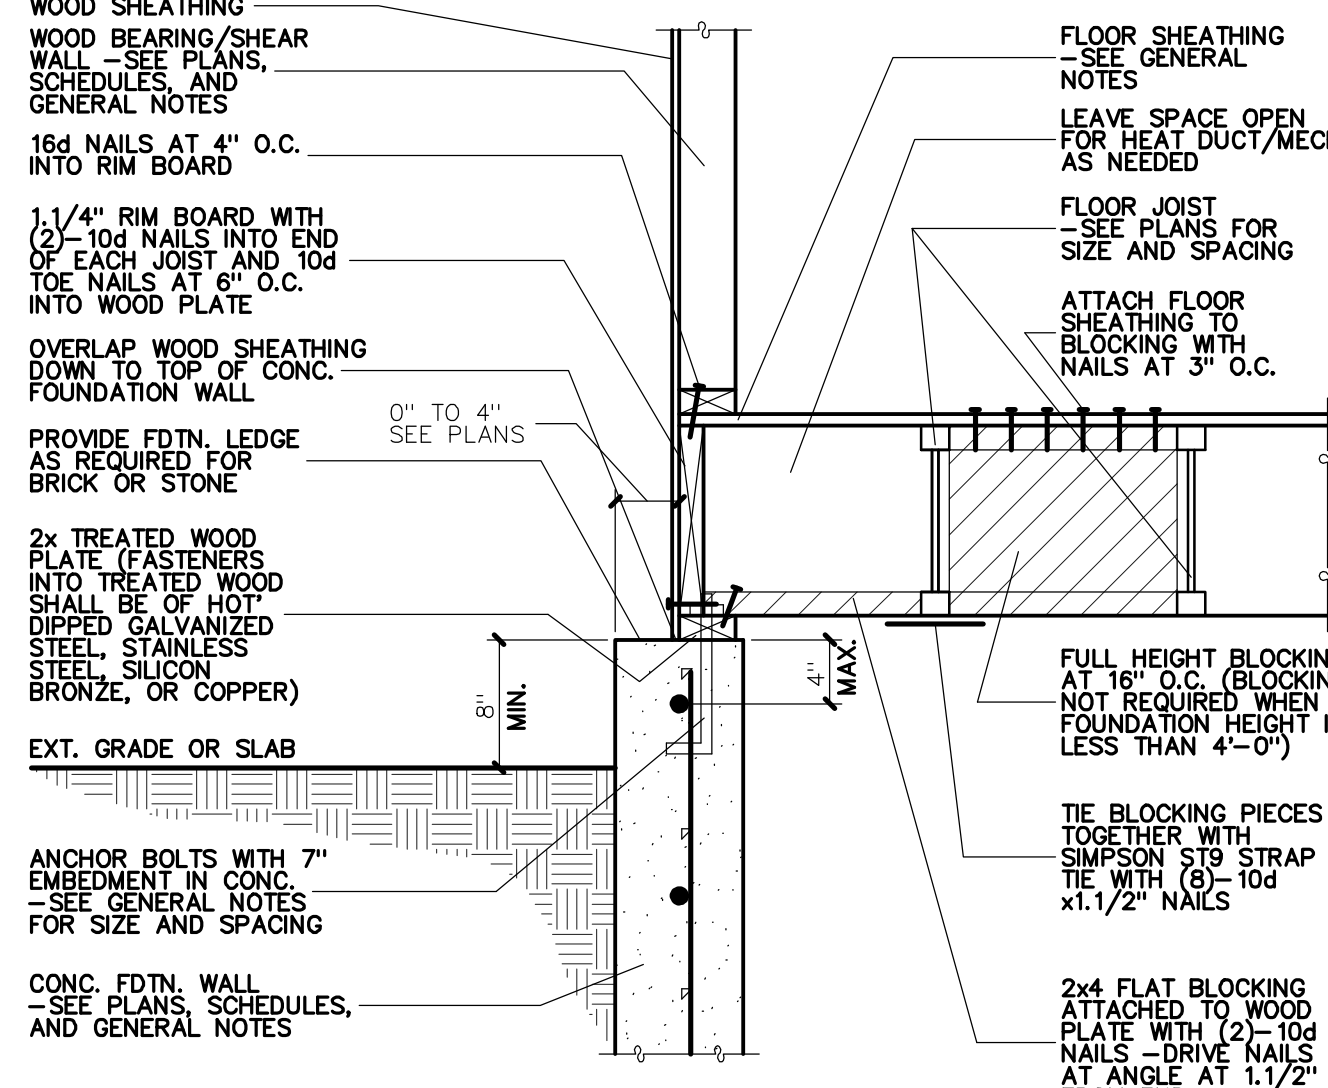 WOOD SHEATHING
WOOD BEARING/SHEAR
WALL –SEE PLANS,
SCHEDULES, AND
GENERAL NOTES
16d NAILS AT 4" O.C.
INTO RIM BOARD
1.1/4" RIM BOARD WITH
(2)–10d NAILS INTO END
OF EACH JOIST AND 10d
TOE NAILS AT 6" O.C.
INTO WOOD PLATE
OVERLAP WOOD SHEATHING
DOWN TO TOP OF CONC.
FOUNDATION WALL
0" TO 4"
SEE PLANS
PROVIDE FDTN. LEDGE
AS REQUIRED FOR
BRICK OR STONE
2x TREATED WOOD
PLATE (FASTENERS
INTO TREATED WOOD
SHALL BE OF HOT'
DIPPED GALVANIZED
STEEL, STAINLESS
STEEL, SILICON
BRONZE, OR COPPER)
8"
MIN.
4"
MAX.
EXT. GRADE OR SLAB
ANCHOR BOLTS WITH 7"
EMBEDMENT IN CONC.
–SEE GENERAL NOTES
FOR SIZE AND SPACING
CONC. FDTN. WALL
–SEE PLANS, SCHEDULES,
AND GENERAL NOTES
FLOOR SHEATHING
–SEE GENERAL
NOTES
LEAVE SPACE OPEN
FOR HEAT DUCT/MEC
AS NEEDED
FLOOR JOIST
–SEE PLANS FOR
SIZE AND SPACING
ATTACH FLOOR
SHEATHING TO
BLOCKING WITH
NAILS AT 3" O.C.
FULL HEIGHT BLOCKIN
AT 16" O.C. (BLOCKIN
NOT REQUIRED WHEN
FOUNDATION HEIGHT I
LESS THAN 4'–0")
TIE BLOCKING PIECES
TOGETHER WITH
SIMPSON ST9 STRAP
TIE WITH (8)–10d
x1.1/2" NAILS
2x4 FLAT BLOCKING
ATTACHED TO WOOD
PLATE WITH (2)–10d
NAILS –DRIVE NAILS
AT ANGLE AT 1.1/2"